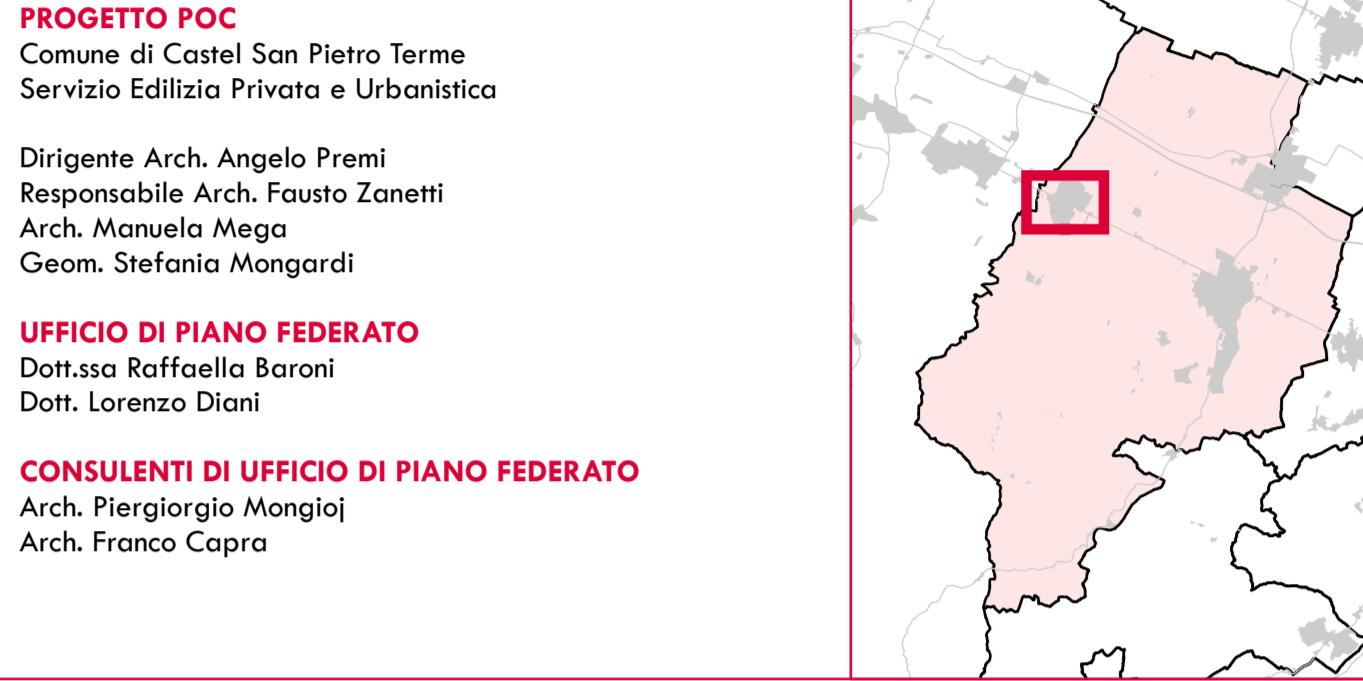 PROGETTO POC
Comune di Castel San Pietro Terme
Servizio Edilizia Privata e Urbanistica
Dirigente Arch. Angelo Premi
Responsabile Arch. Fausto Zanetti
Arch. Manuela Mega
Geom. Stefania Mongardi
UFFICIO DI PIANO FEDERATO
Dott.ssa Raffaella Baroni
Dott. Lorenzo Diani
CONSULENTI DI UFFICIO DI PIANO FEDERATO
Arch. Piergiorgio Mongioj
Arch. Franco Capra